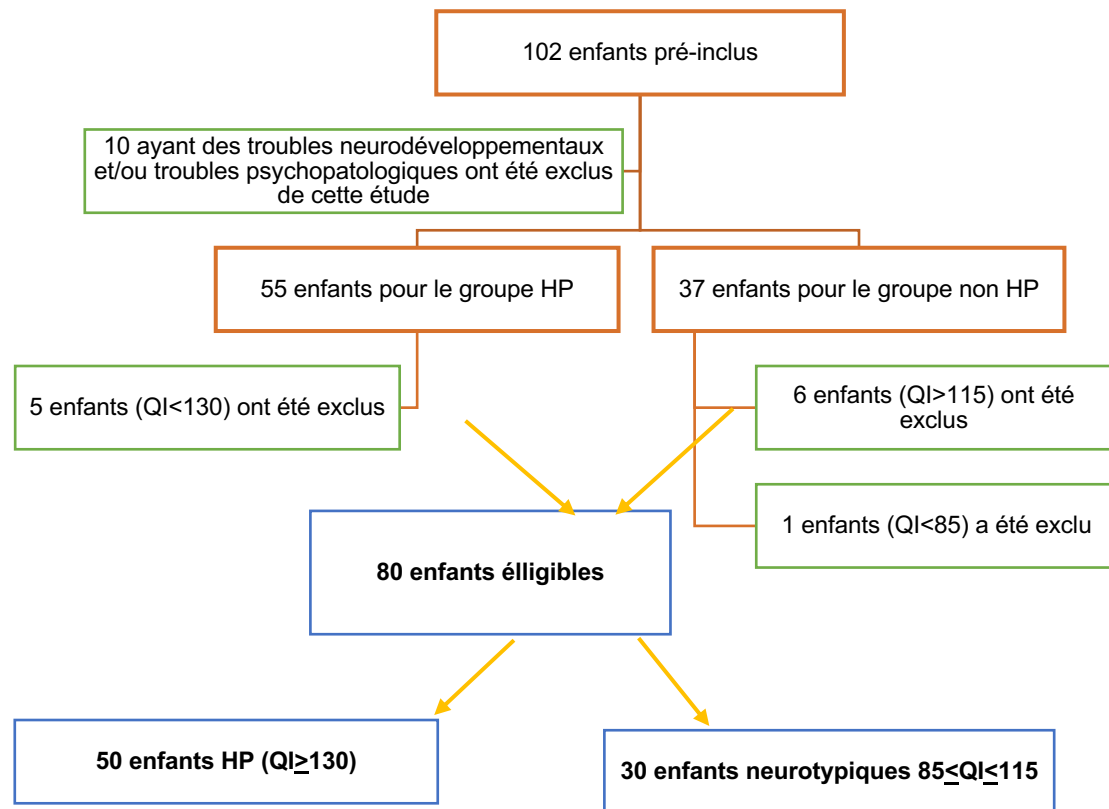 102 enfants pré-inclus
10 ayant des troubles neurodéveloppementaux
et/ou troubles psychopatologiques ont été exclus
de cette étude
55 enfants pour le groupe HP
37 enfants pour le groupe non HP
5 enfants (QI<130) ont été exclus
6 enfants (QI>115) ont été
exclus
1 enfants (QI<85) a été exclu
80 enfants élligibles
50 enfants HP (QI≥130)
30 enfants neurotypiques 85≤QI≤115